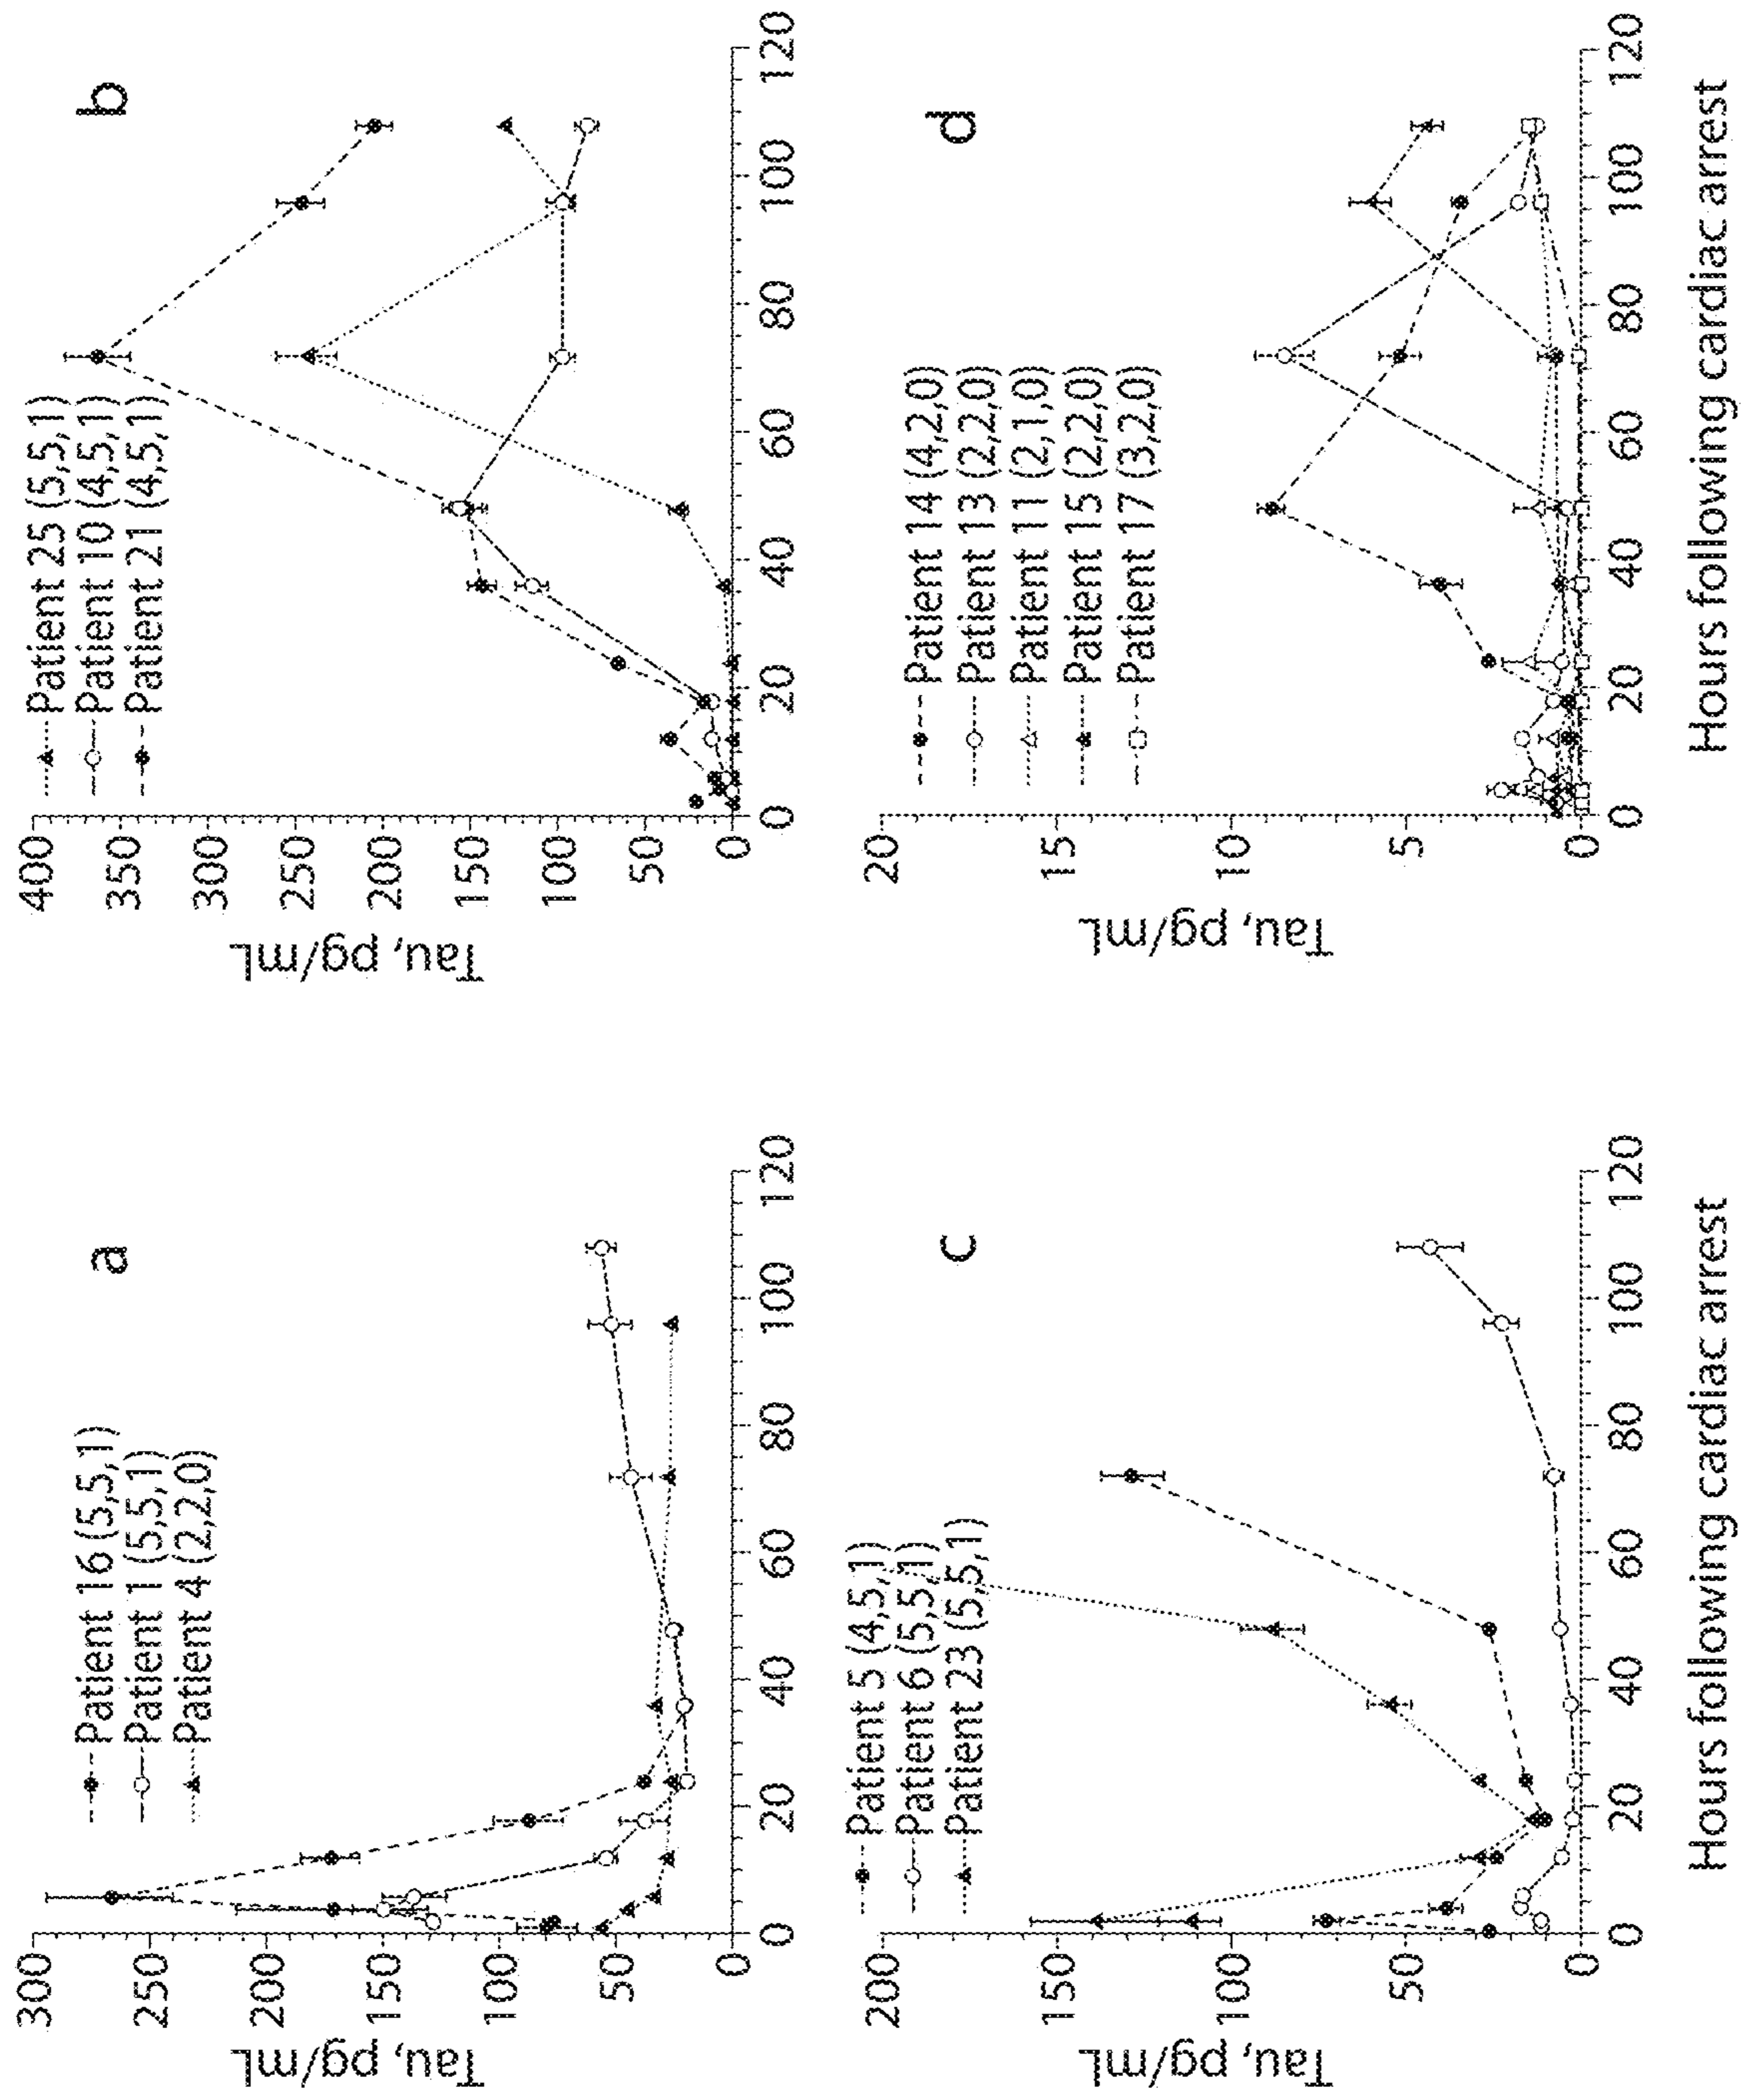 a
Patient 16 (5,5,1)
Patient 1 (5,5,1)
Patient 4 (2,2,0)
Tau, pg/mL
300
250
200
150
100
50
0
0 20 40 60 80 100 120
b
Patient 25 (5,5,1)
Patient 10 (4,5,1)
Patient 21 (4,5,1)
Tau, pg/mL
400
350
300
250
200
150
100
50
0
0 20 40 60 80 100 120
c
Patient 5 (4,5,1)
Patient 6 (5,5,1)
Patient 23 (5,5,1)
Tau, pg/mL
200
150
100
50
0
0 20 40 60 80 100 120
Hours following cardiac arrest
d
Patient 14 (4,2,0)
Patient 13 (2,2,0)
Patient 11 (2,1,0)
Patient 15 (2,2,0)
Patient 17 (3,2,0)
Tau, pg/mL
20
15
10
5
0
0 20 40 60 80 100 120
Hours following cardiac arrest